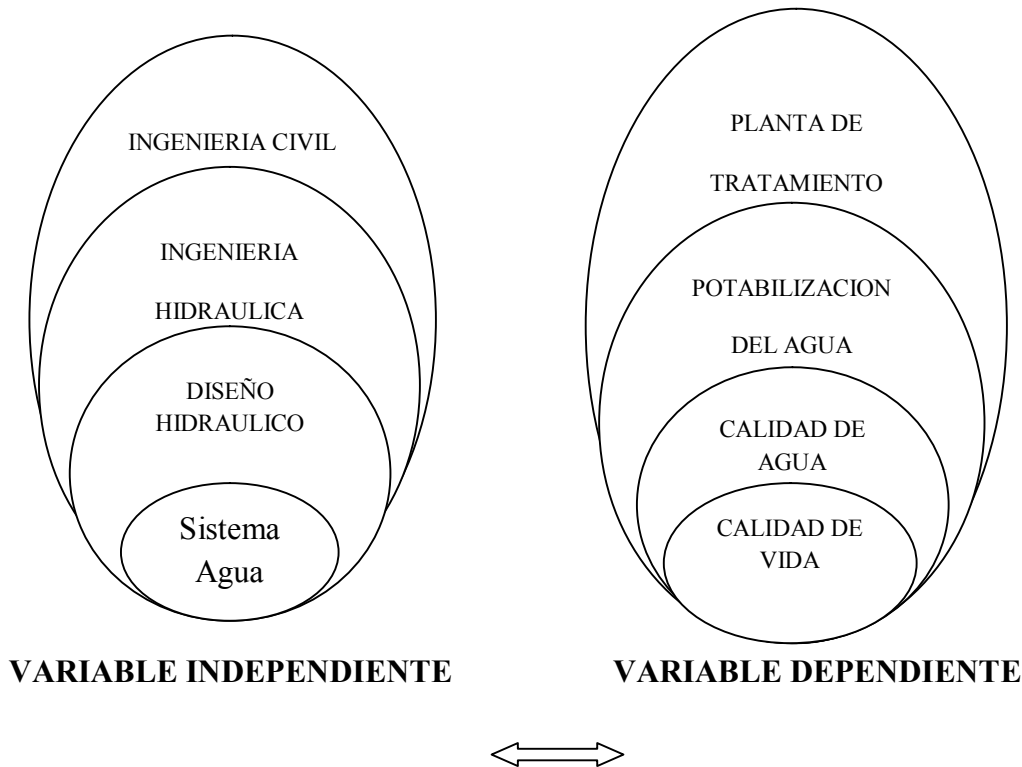 INGENIERIA CIVIL
INGENIERIA
HIDRAULICA
DISEÑO
HIDRAULICO
Sistema
Agua
VARIABLE INDEPENDIENTE
PLANTA DE
TRATAMIENTO
POTABILIZACION
DEL AGUA
CALIDAD DE
AGUA
CALIDAD DE
VIDA
VARIABLE DEPENDIENTE